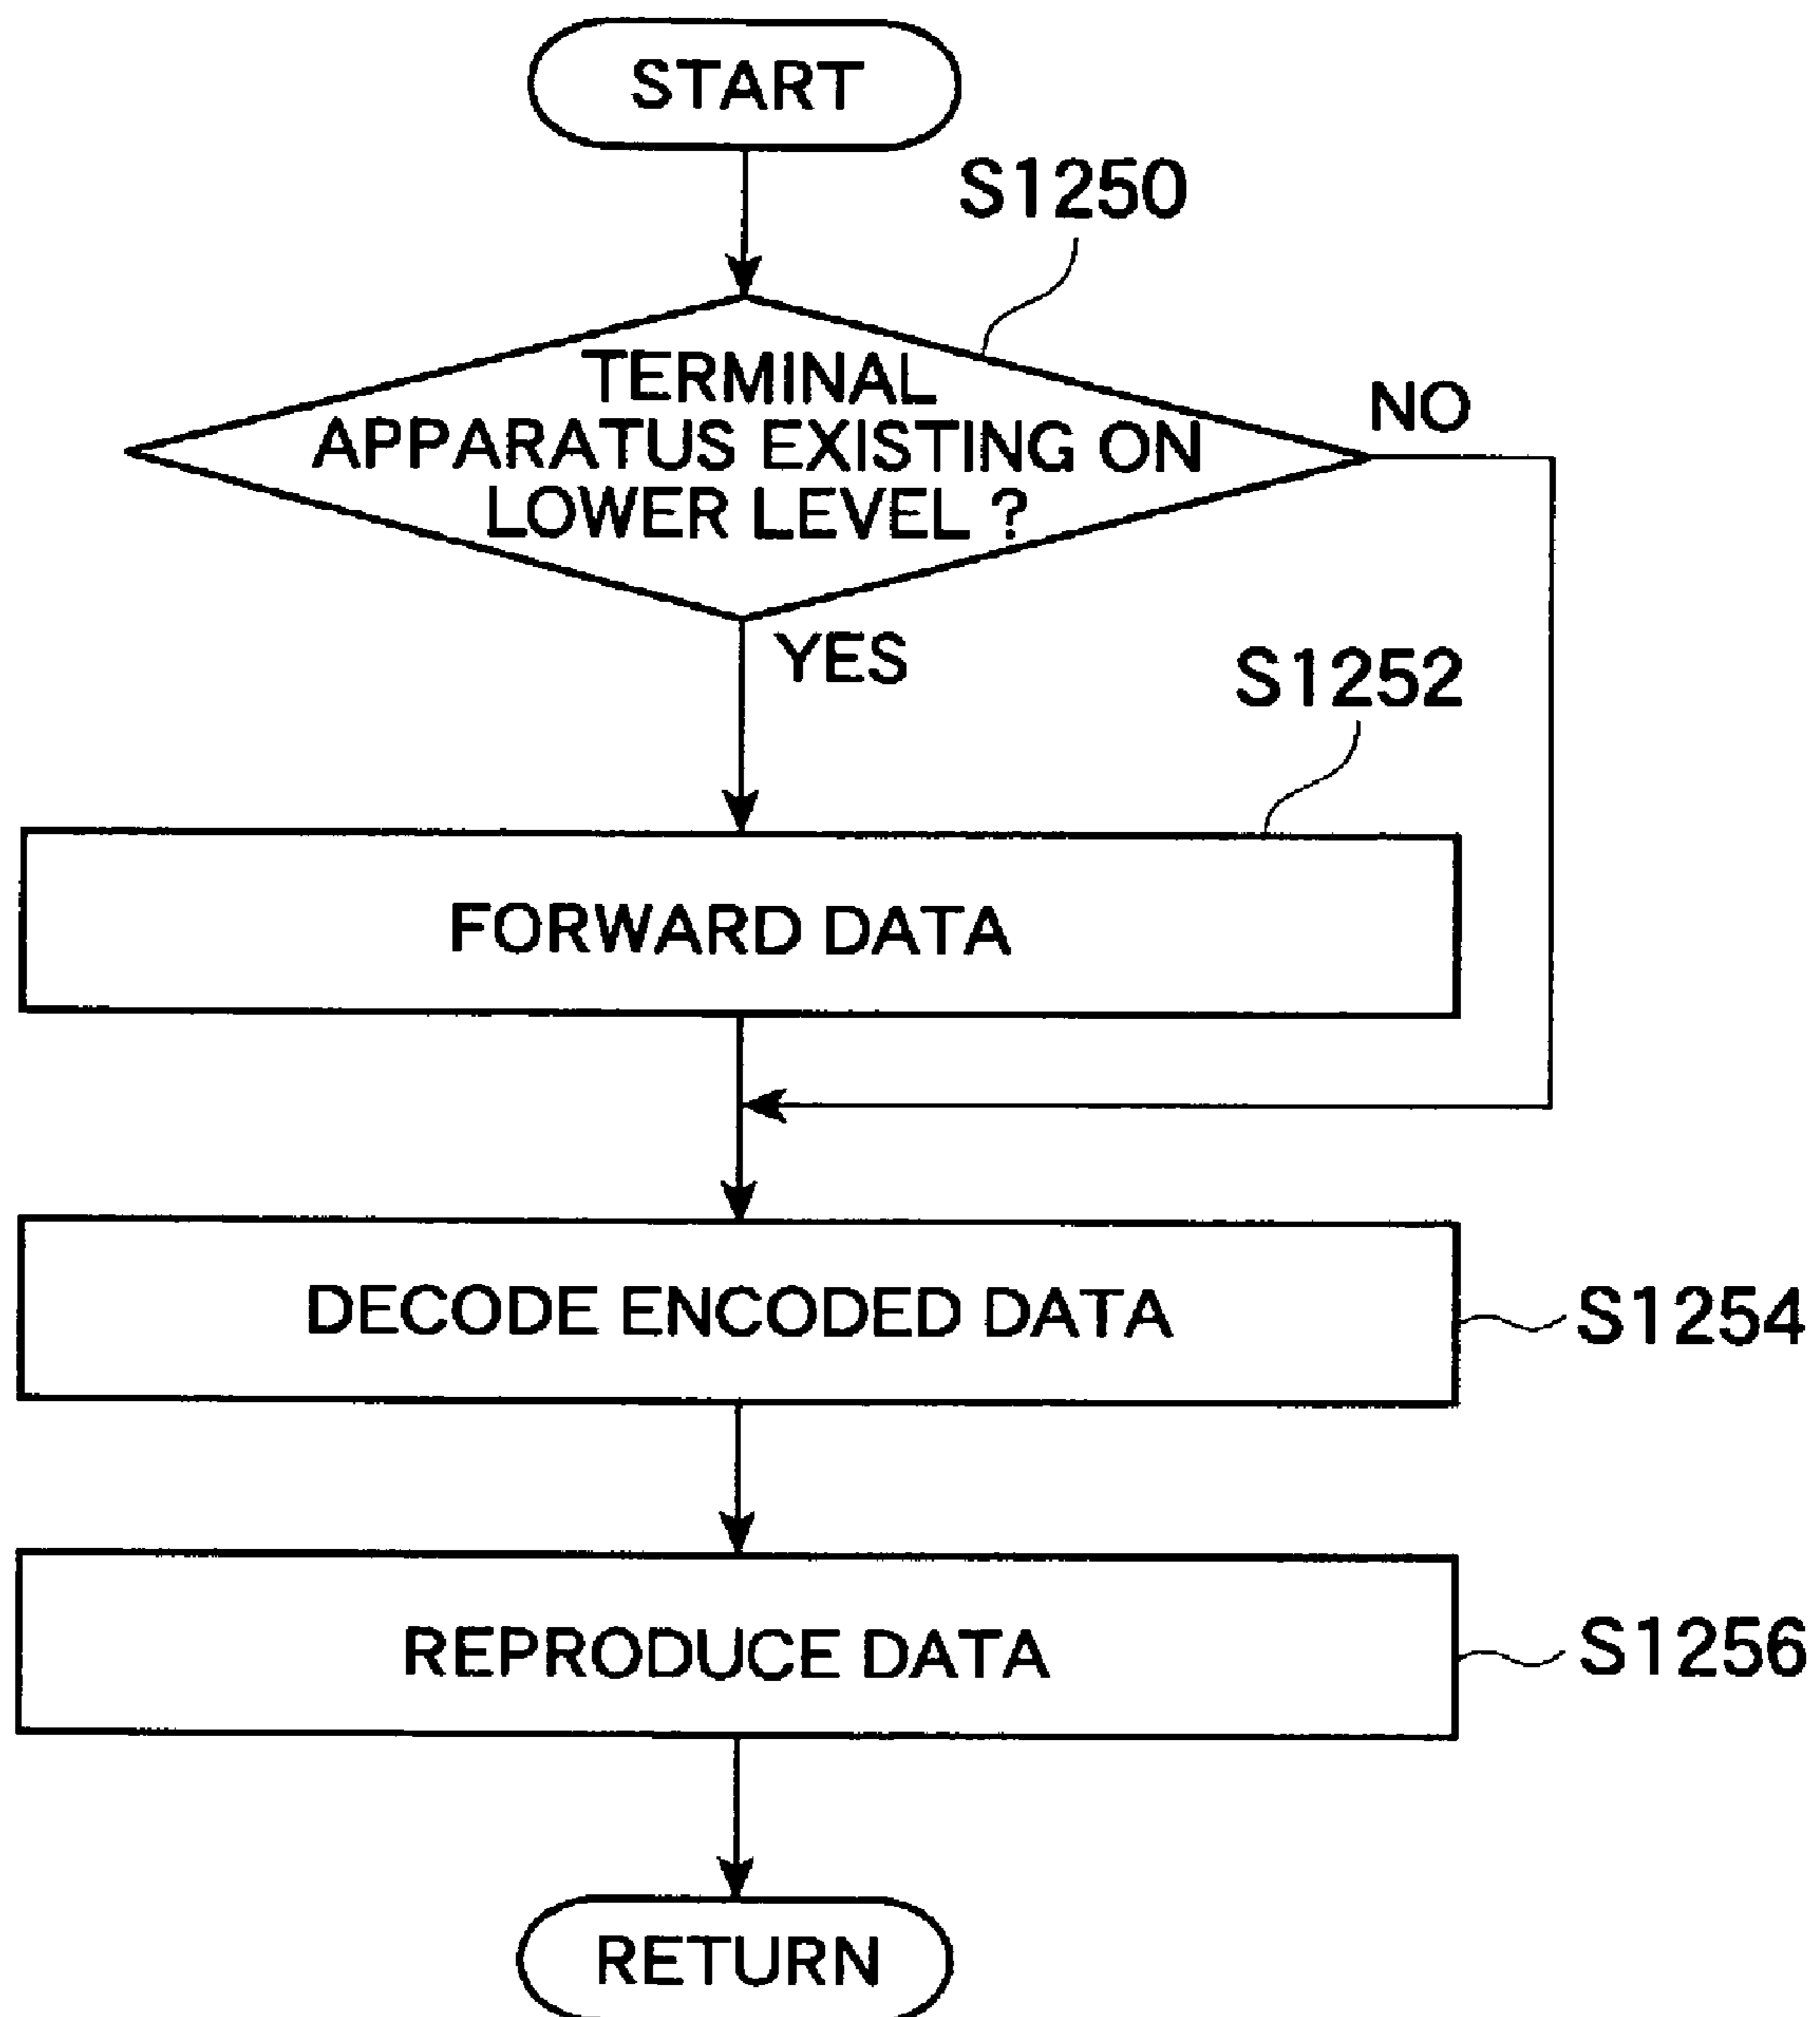 START
S1250
TERMINAL
APPARATUS EXISTING ON
LOWER LEVEL ?
NO
YES
S1252
FORWARD DATA
DECODE ENCODED DATA
S1254
REPRODUCE DATA
S1256
RETURN